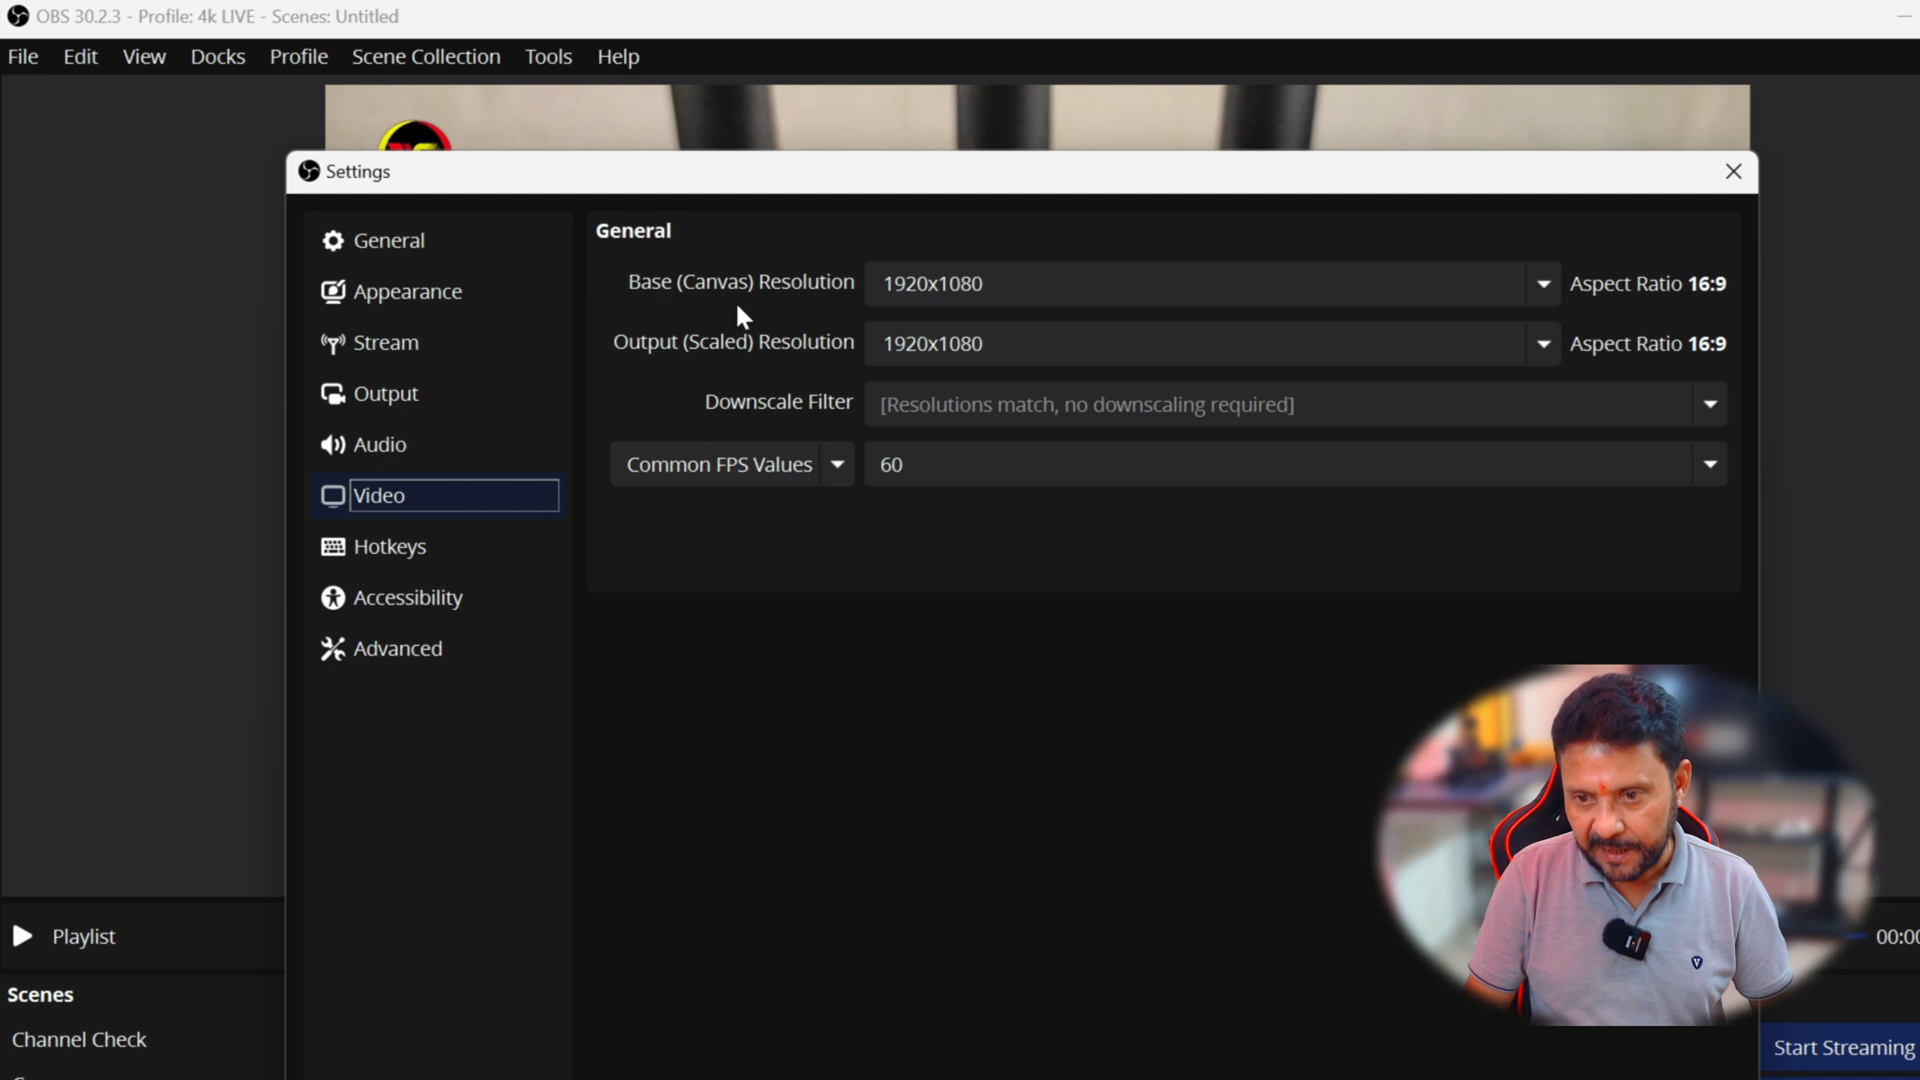 OBS 30.2.3 - Profile: 4k LIVE - Scenes: Untitled
File Edit View Docks Profile Scene Collection Tools Help
Settings
General
Appearance
Stream
Output
Audio
Video
Hotkeys
Accessibility
Advanced
General
Base (Canvas) Resolution 1920x1080 Aspect Ratio 16:9
Output (Scaled) Resolution 1920x1080 Aspect Ratio 16:9
Downscale Filter [Resolutions match, no downscaling required]
Common FPS Values 60
Playlist
00:00
Scenes
Channel Check
Start Streaming